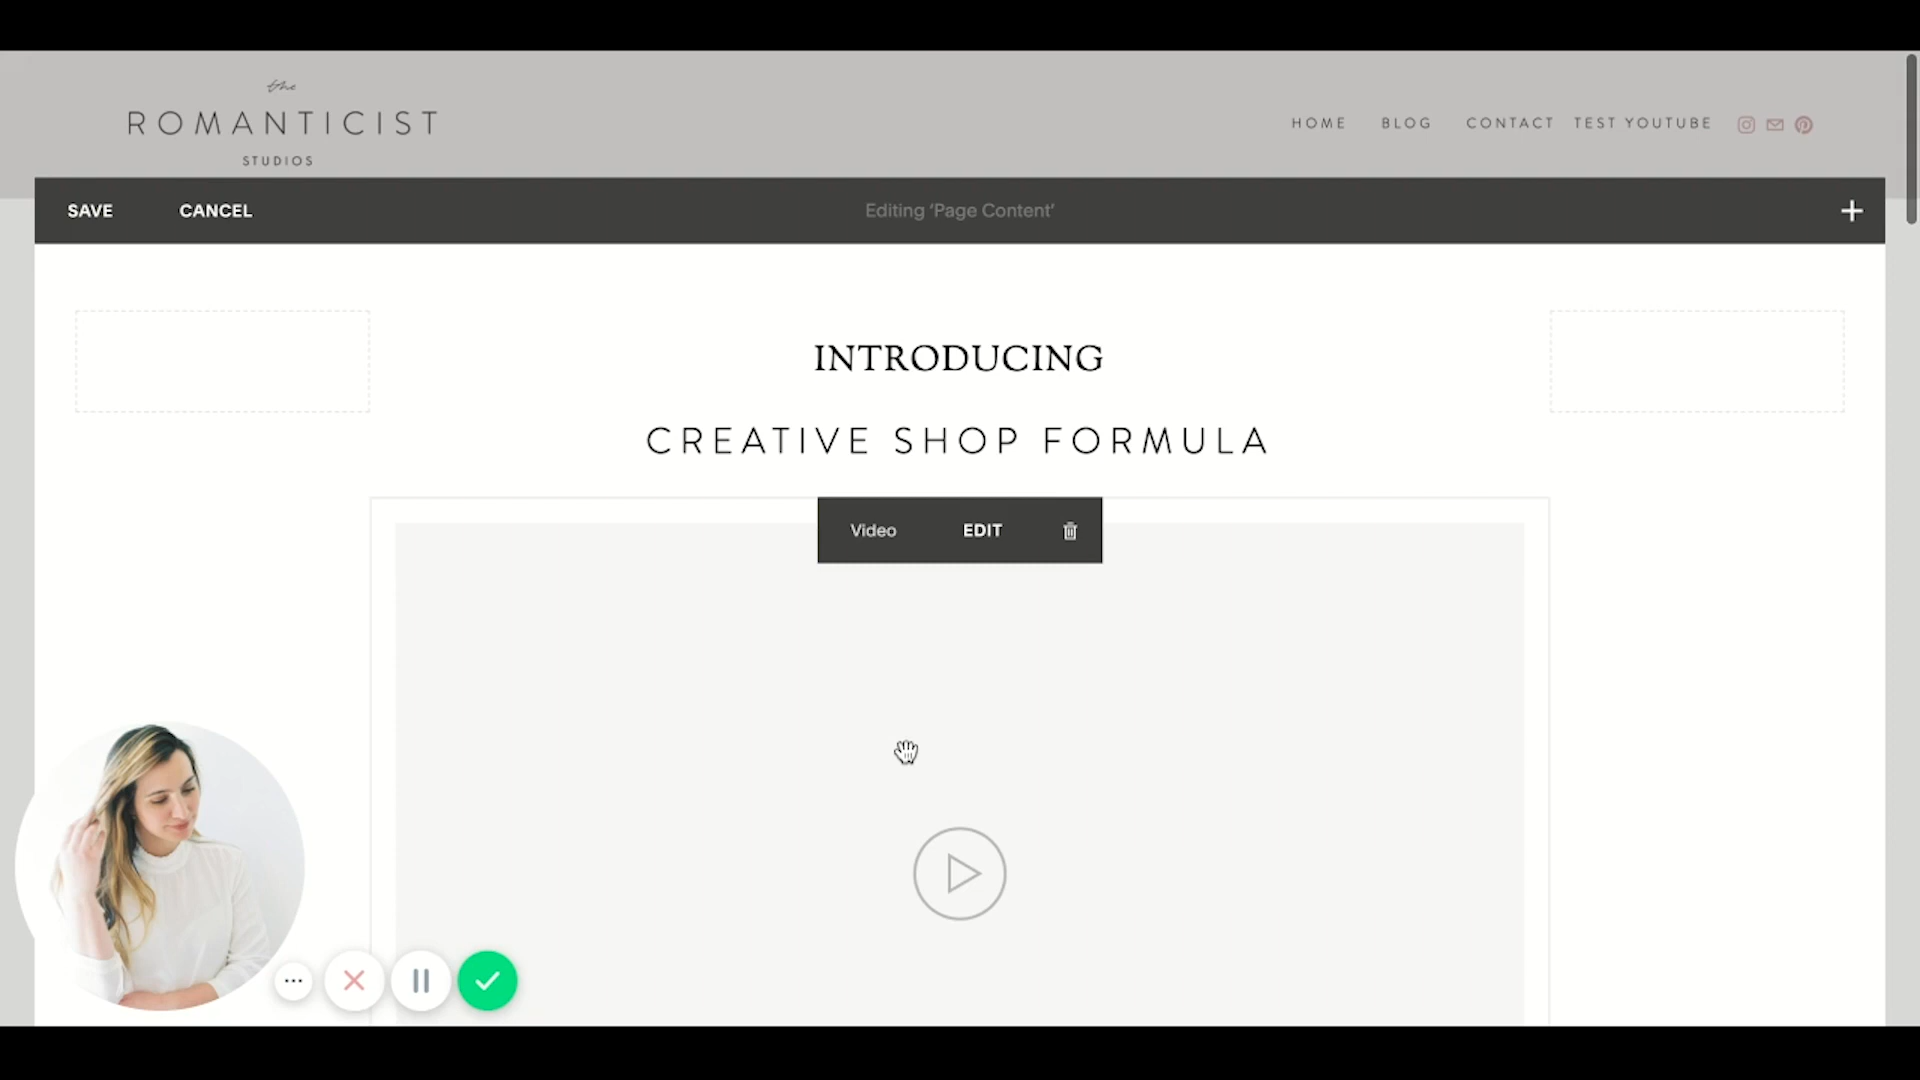 the
ROMANTICIST
STUDIOS
HOME BLOG CONTACT TEST YOUTUBE
SAVE CANCEL Editing ‘Page Content’
INTRODUCING
CREATIVE SHOP FORMULA
Video EDIT